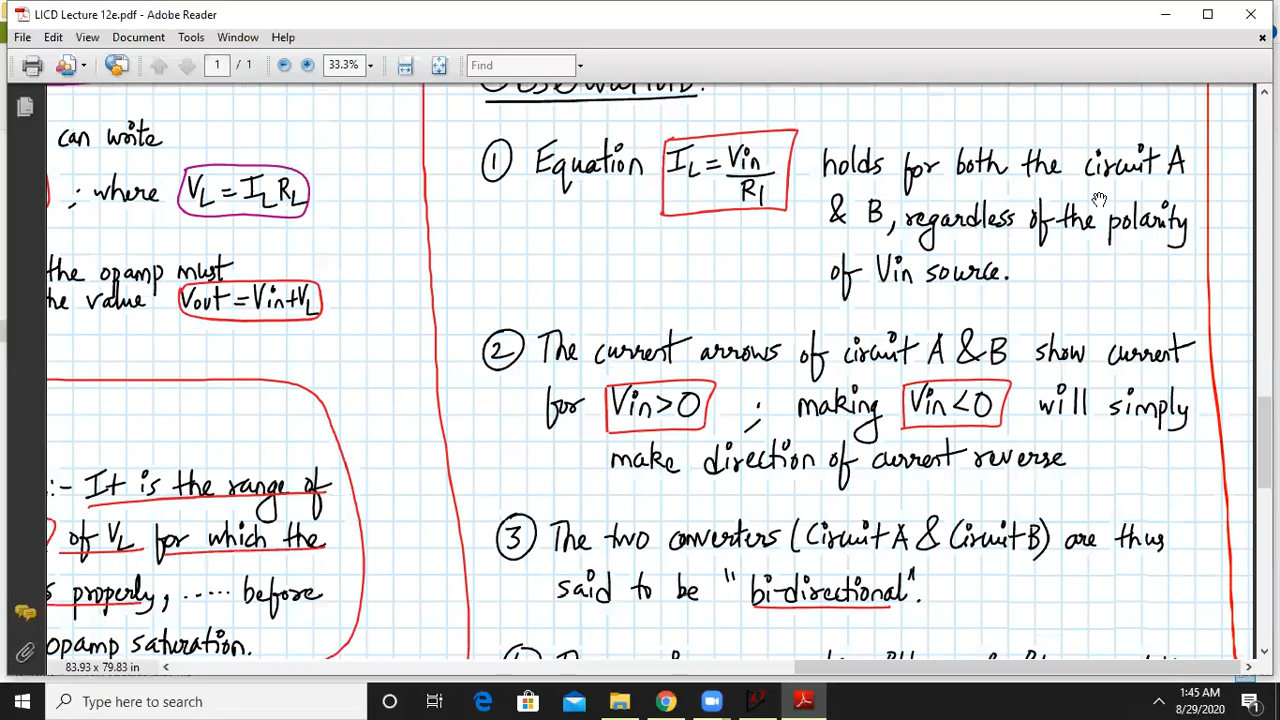 LICD Lecture 12e.pdf - Adobe Reader
File Edit View Document Tools Window Help
1 / 1 33.3% Find
Observations:
can write
; where VL = IL RL
the opamp must
the value Vout = Vin+VL
:- It is the range of
of VL for which the
properly, ..... before
opamp saturation.
① Equation IL = Vin/R1 holds for both the circuit A
& B, regardless of the polarity
of Vin source.
② The current arrows of circuit A & B show current
for Vin>0 ; making Vin<0 will simply
make direction of current reverse
③ The two converters (Circuit A & Circuit B) are thus
said to be "bi-directional".
83.93 x 79.83 in
Type here to search
1:45 AM
8/29/2020
1